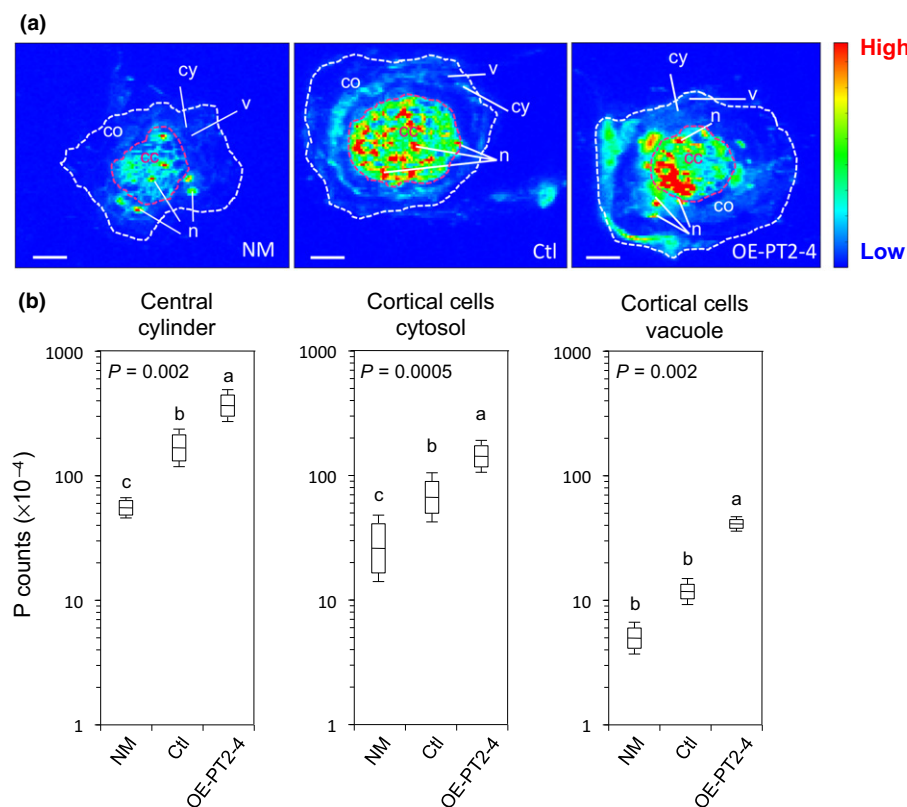 (a)
High
Low
cy
v
co
cc
n
NM
v
co
cy
cc
n
Ctl
v
cy
n
cc
co
n
OE-PT2-4
(b)
Central
cylinder
Cortical cells
cytosol
Cortical cells
vacuole
P counts (×10⁻⁴)
1000
100
10
1
P = 0.002
c
b
a
NM
Ctl
OE-PT2-4
1000
100
10
1
P = 0.0005
c
b
a
NM
Ctl
OE-PT2-4
1000
100
10
1
P = 0.002
b
b
a
NM
Ctl
OE-PT2-4